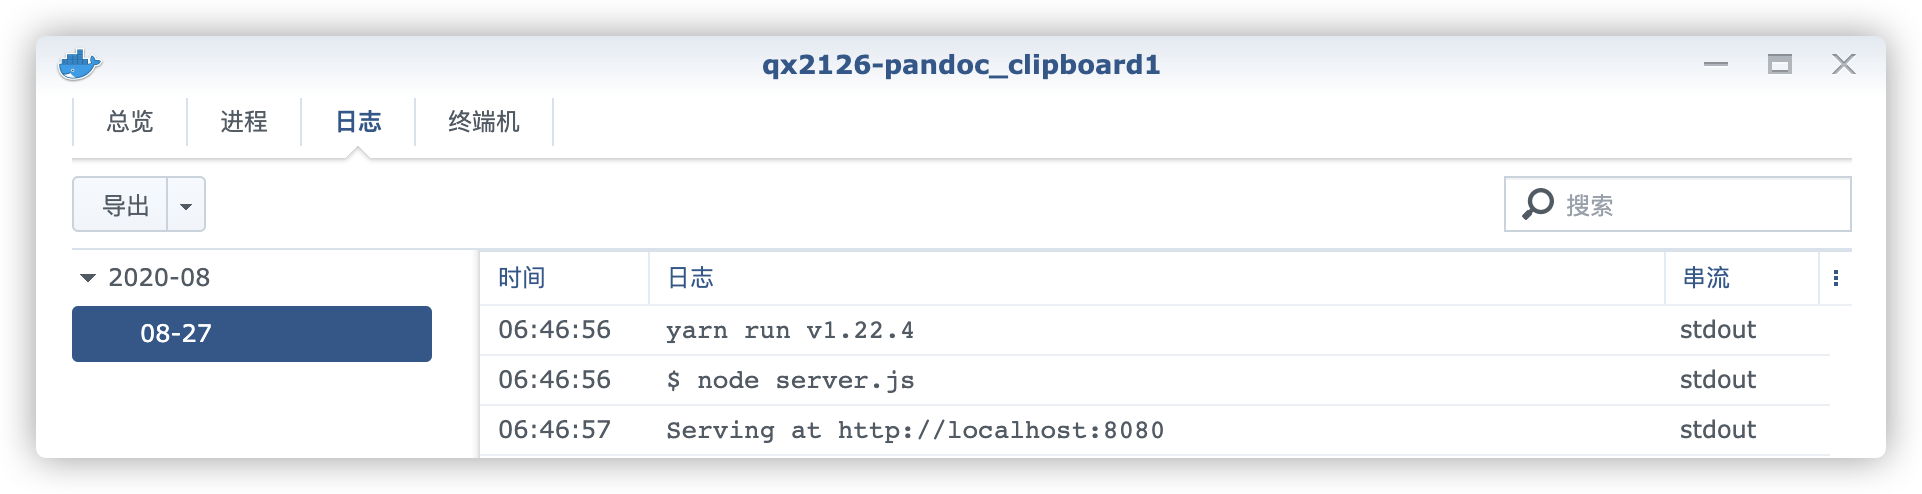 qx2126-pandoc_clipboard1
总览 进程 日志 终端机
导出 搜索
2020-08
08-27
时间 日志 串流
06:46:56 yarn run v1.22.4 stdout
06:46:56 $ node server.js stdout
06:46:57 Serving at http://localhost:8080 stdout